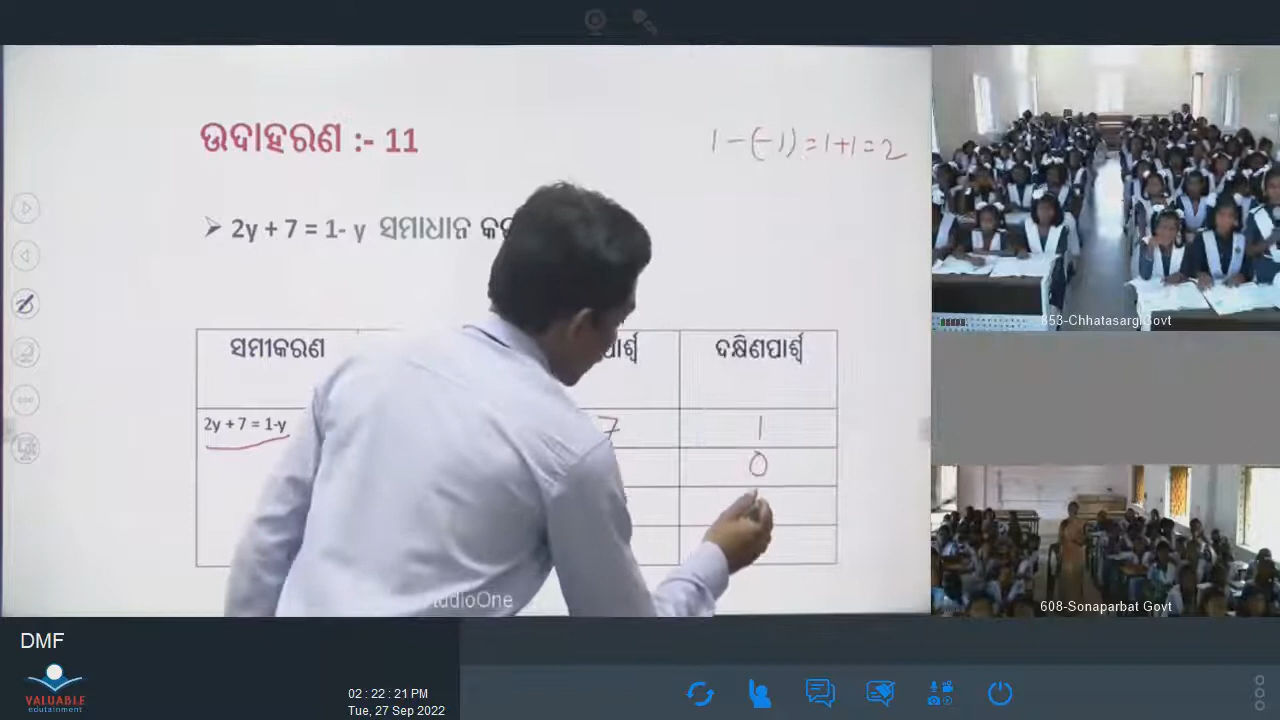 ଉଦାହରଣ :- 11
1 - (-1) = 1+1 = 2
➢ 2y + 7 = 1- y ସମାଧାନ
ସମୀକରଣ
ଦକ୍ଷିଣପାର୍ଶ୍ୱ
2y + 7 = 1-y
7
1
0
853-Chhatasargi Govt
608-Sonaparbat Govt
DMF
VALUABLE
edutainment
02 : 22 : 21 PM
Tue, 27 Sep 2022